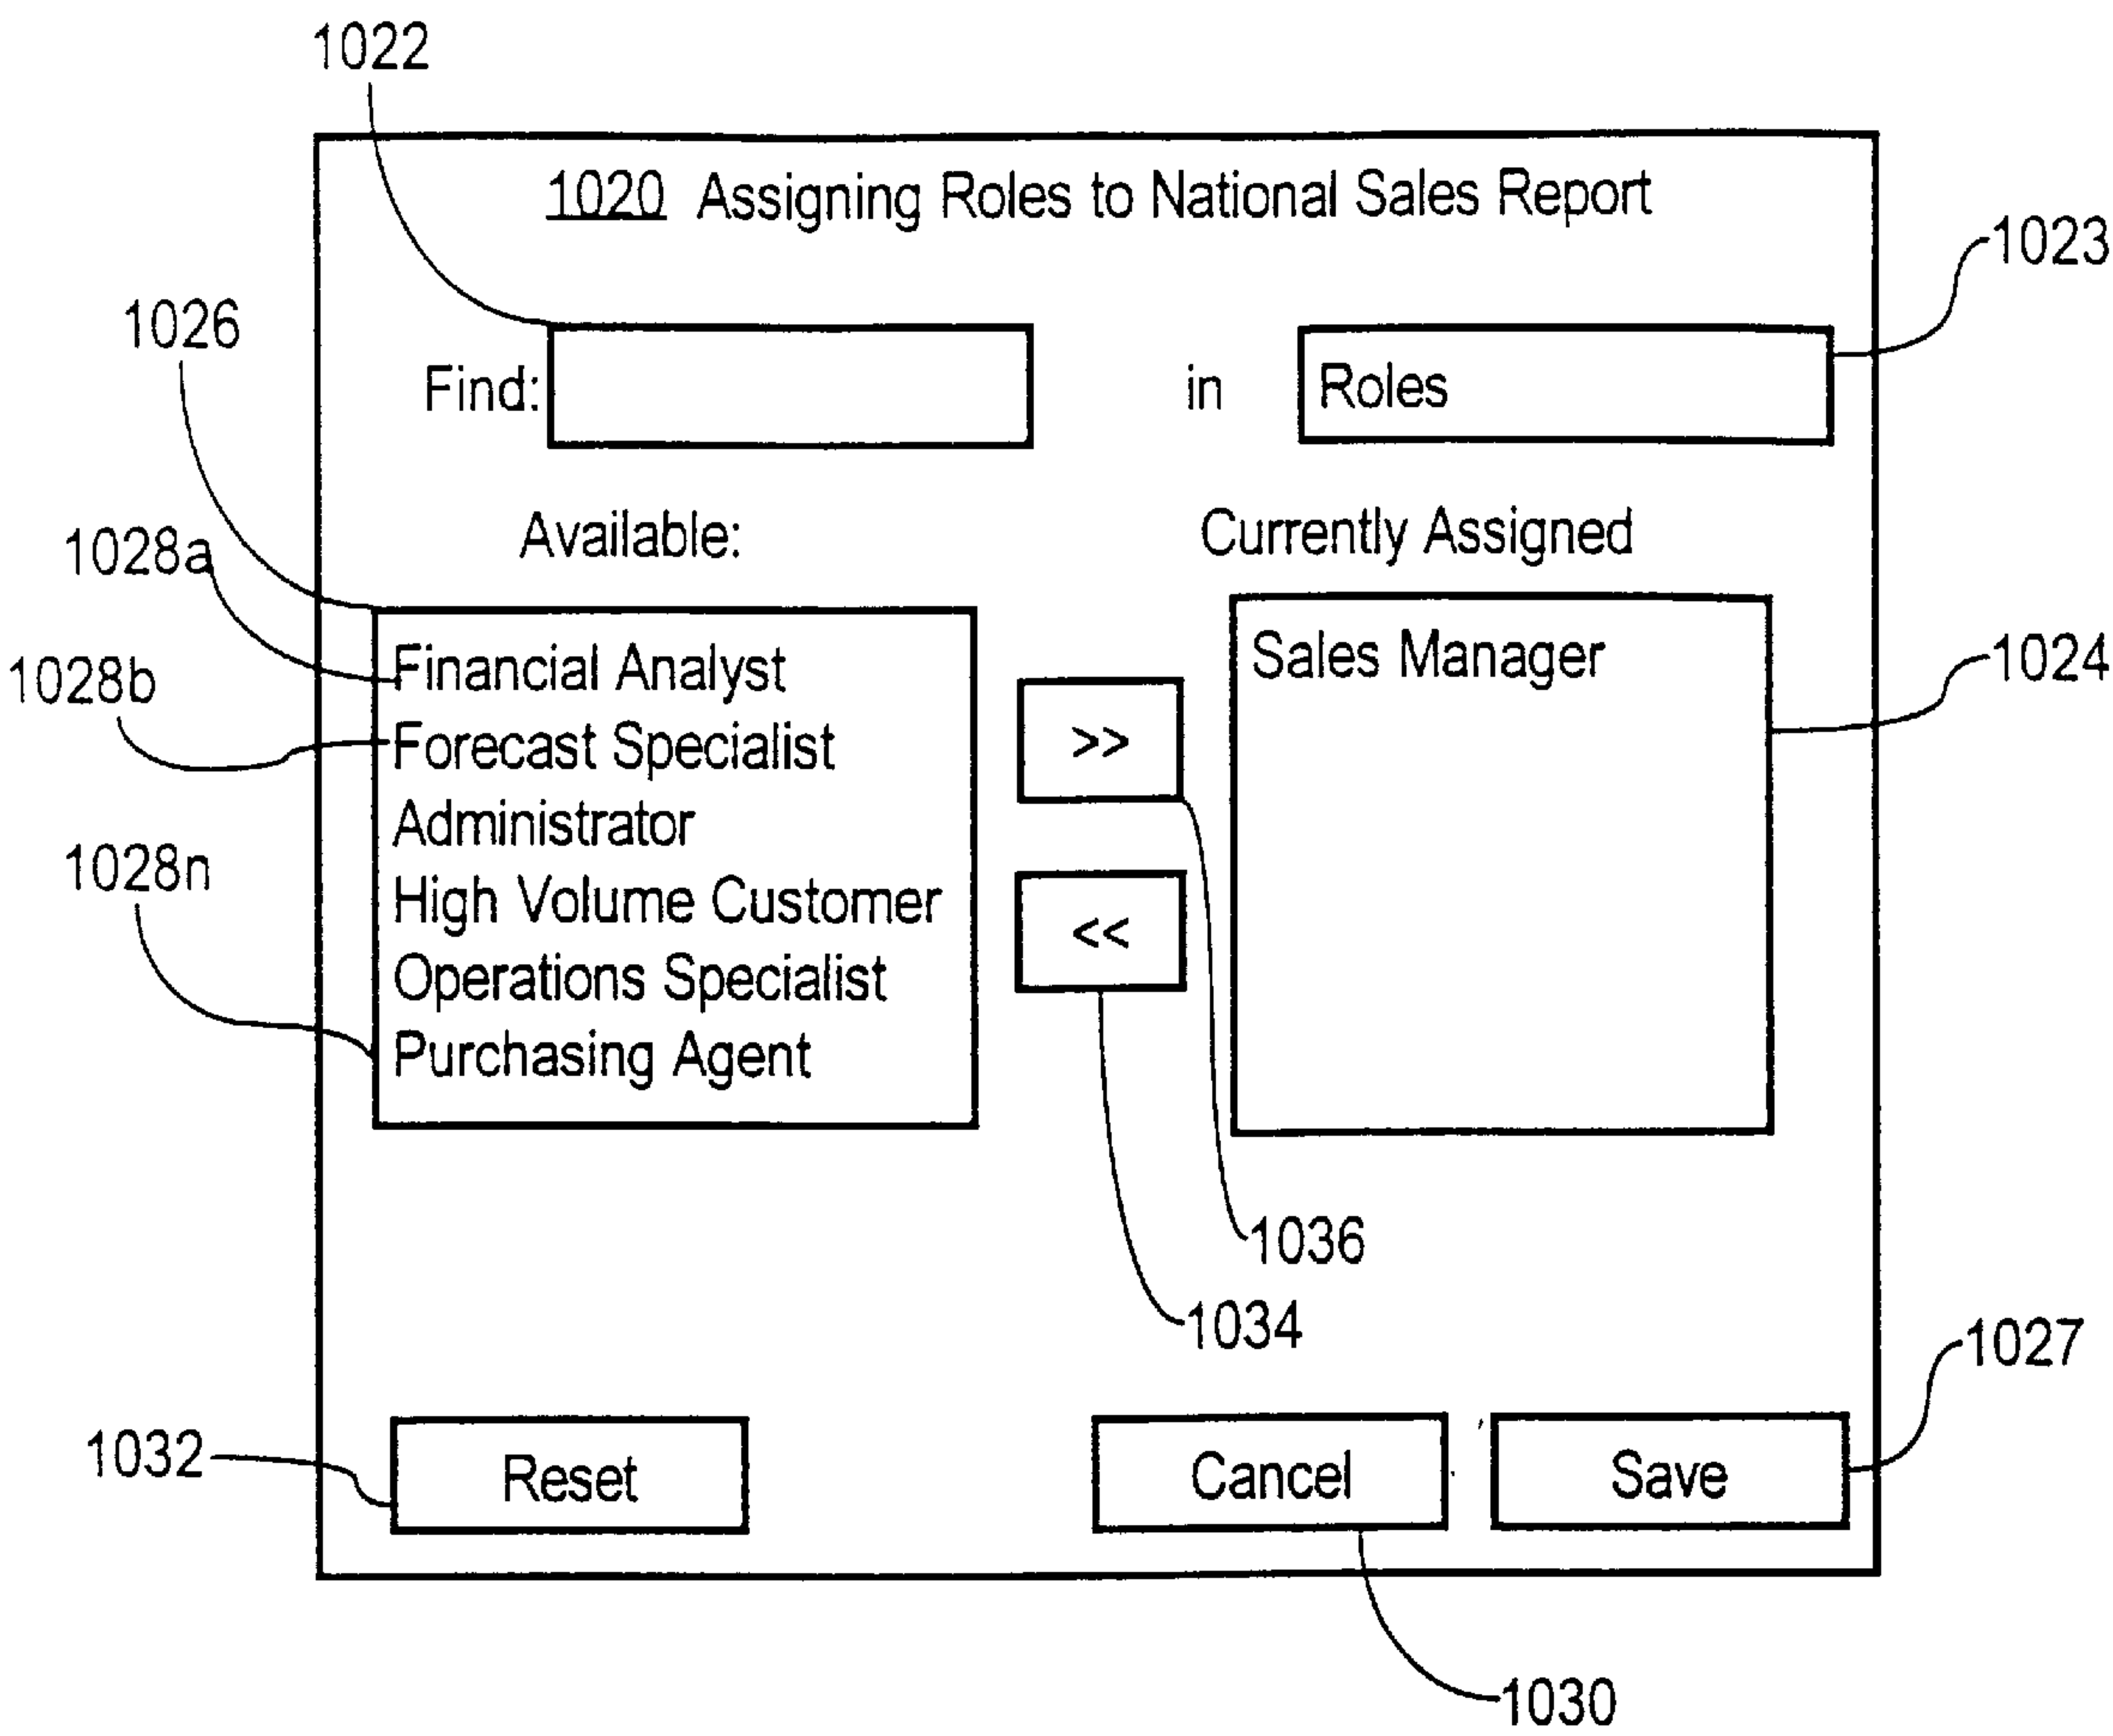 1022
1020 Assigning Roles to National Sales Report
1023
1026
Find:
in
Roles
Available:
Currently Assigned
1028a
1028b
1028n
Financial Analyst
Forecast Specialist
Administrator
High Volume Customer
Operations Specialist
Purchasing Agent
>>
<<
Sales Manager
1024
1036
1034
1027
1032
Reset
Cancel
Save
1030